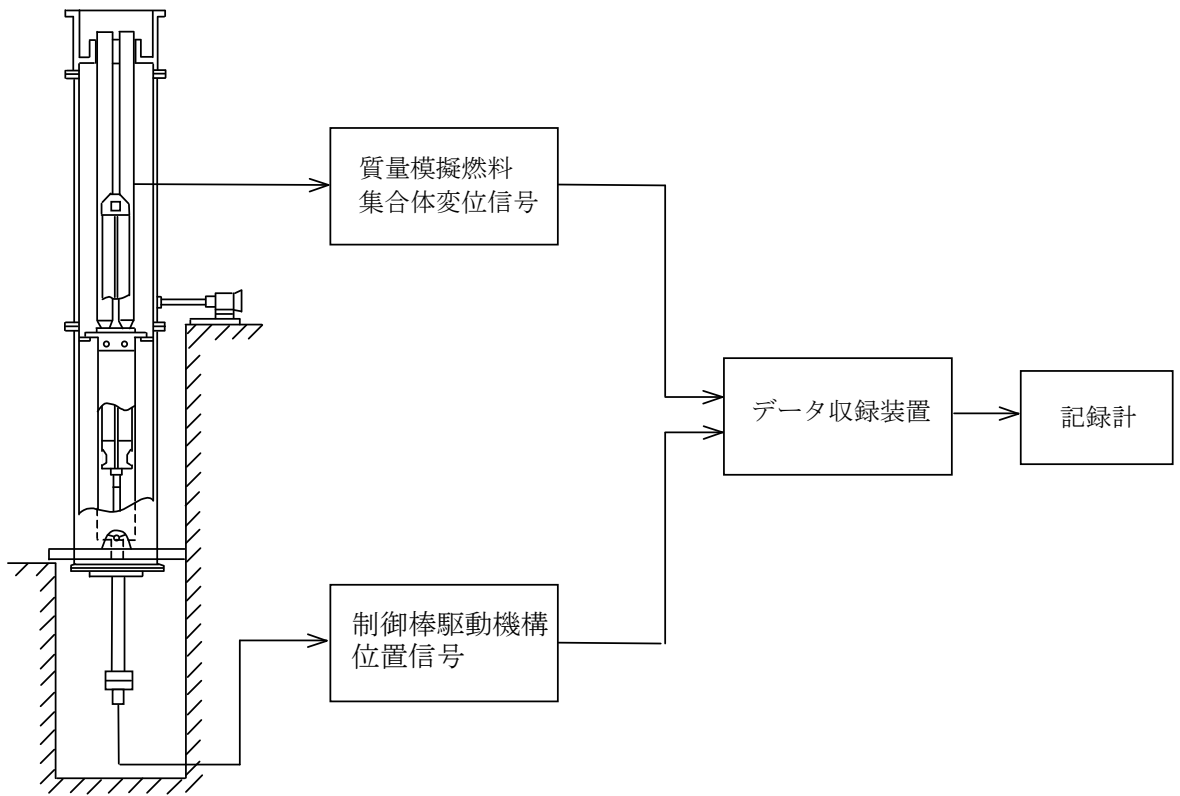 質量模擬燃料
集合体変位信号
データ収録装置
記録計
制御棒駆動機構
位置信号